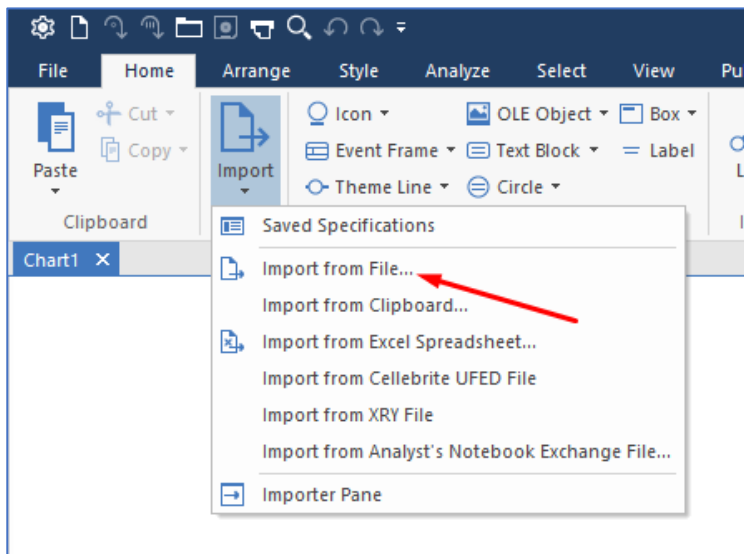 File Home Arrange Style Analyze Select View Pu
Cut
Copy
Paste
Clipboard
Import
Icon
Event Frame
Theme Line
OLE Object
Text Block
Circle
Box
Label
L
Chart1
Saved Specifications
Import from File...
Import from Clipboard...
Import from Excel Spreadsheet...
Import from Cellebrite UFED File
Import from XRY File
Import from Analyst's Notebook Exchange File...
Importer Pane